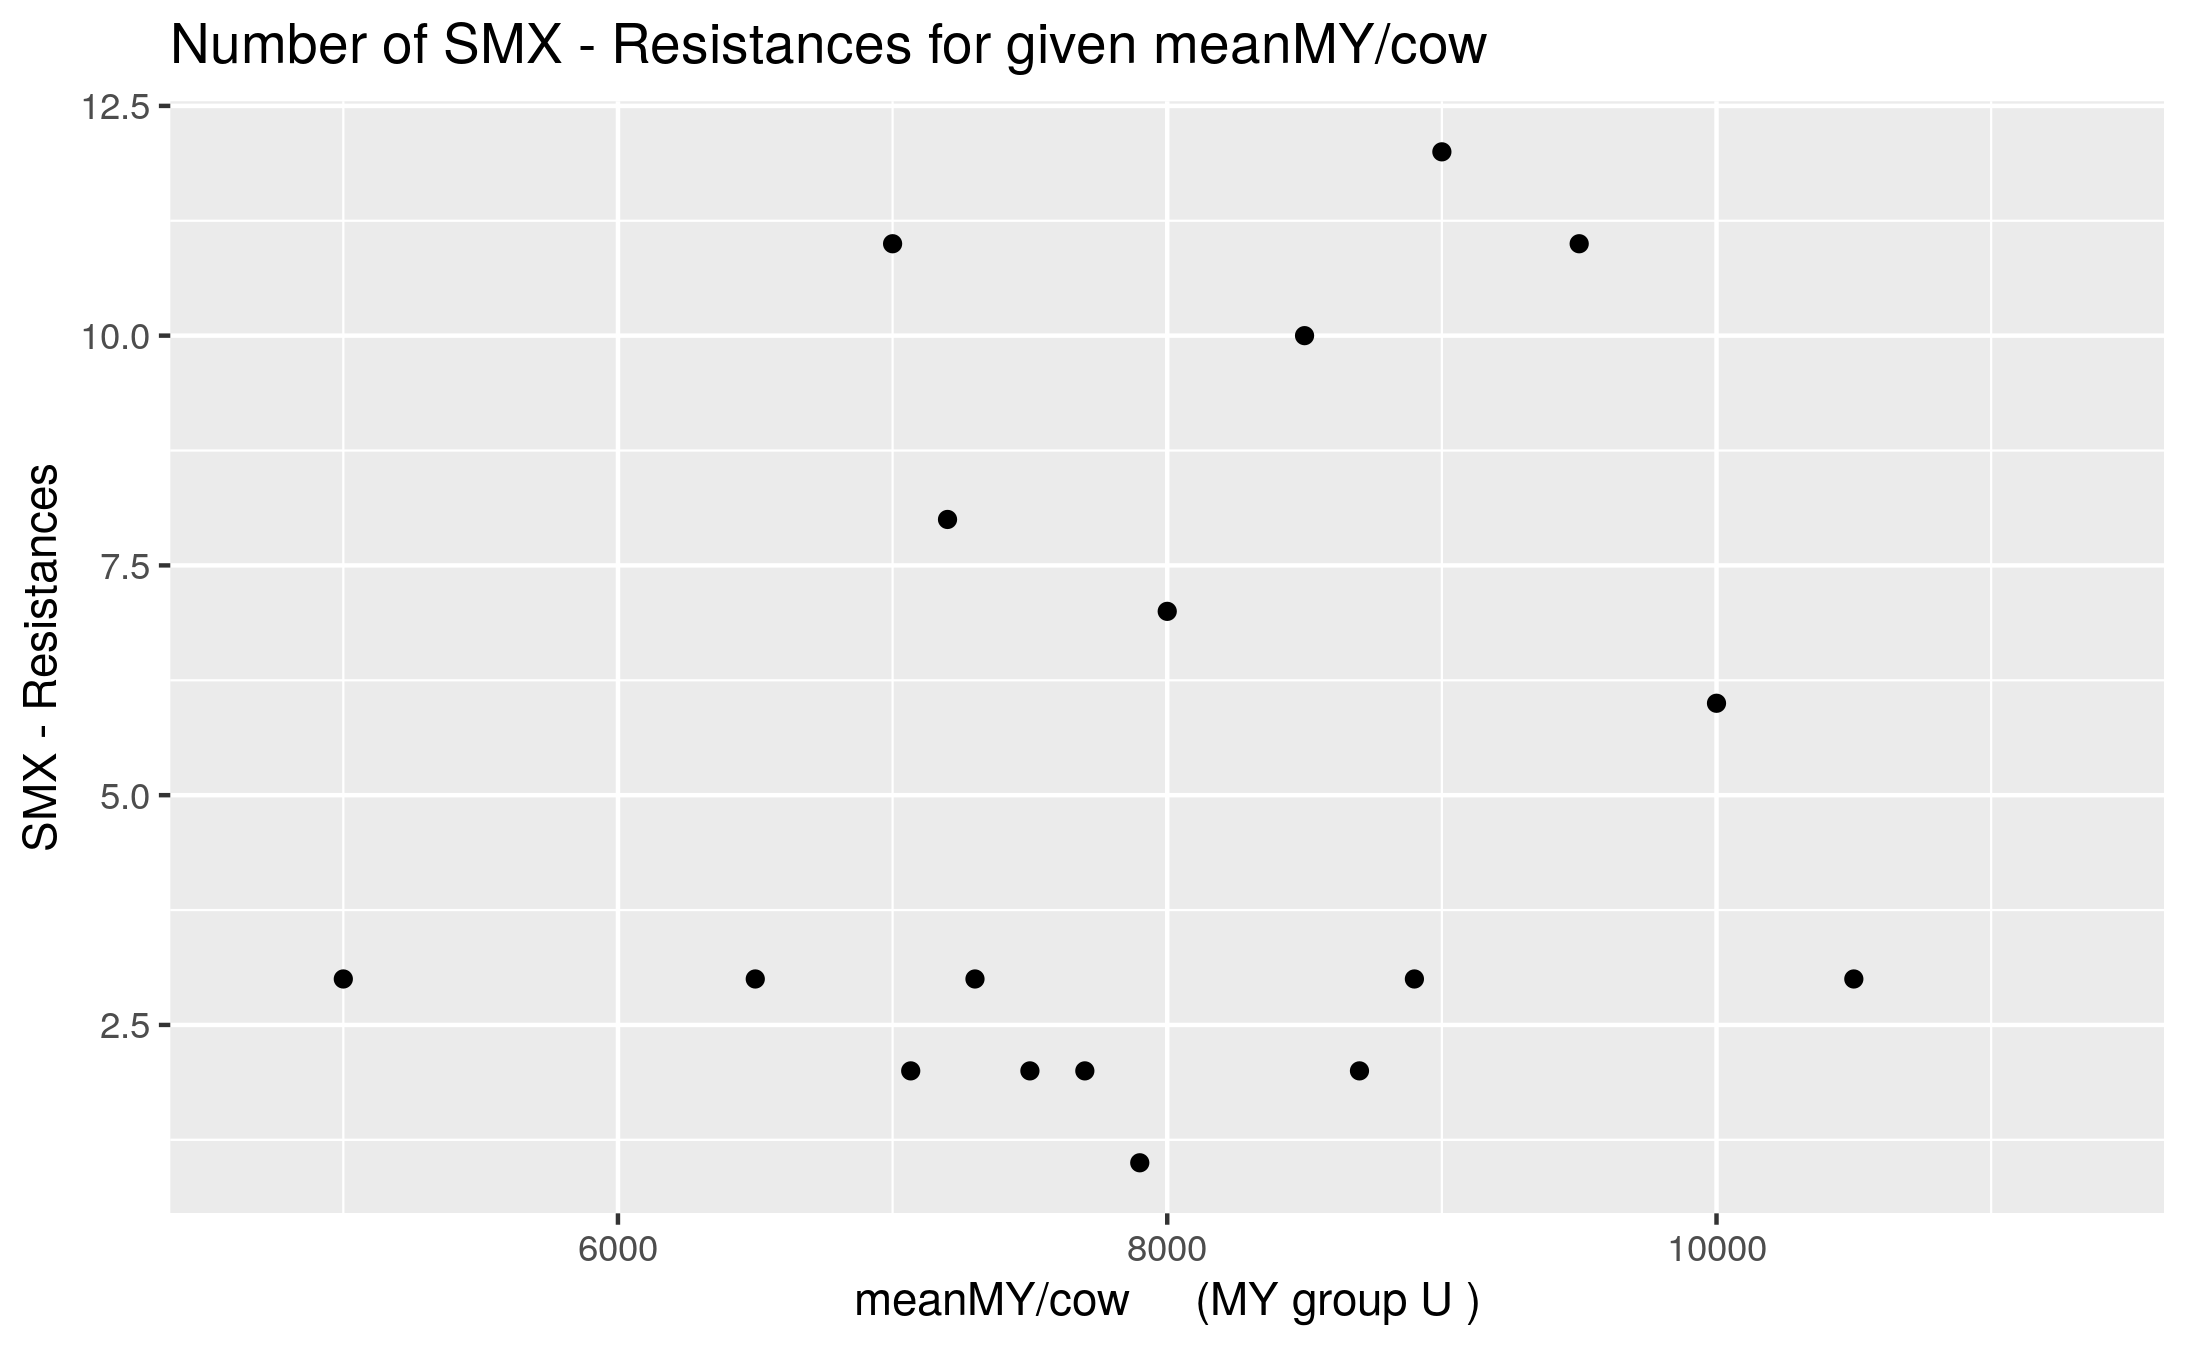 Number of SMX - Resistances for given meanMY/cow
12.5
10.0
7.5
5.0
2.5
SMX - Resistances
6000 8000 10000
meanMY/cow (MY group U )